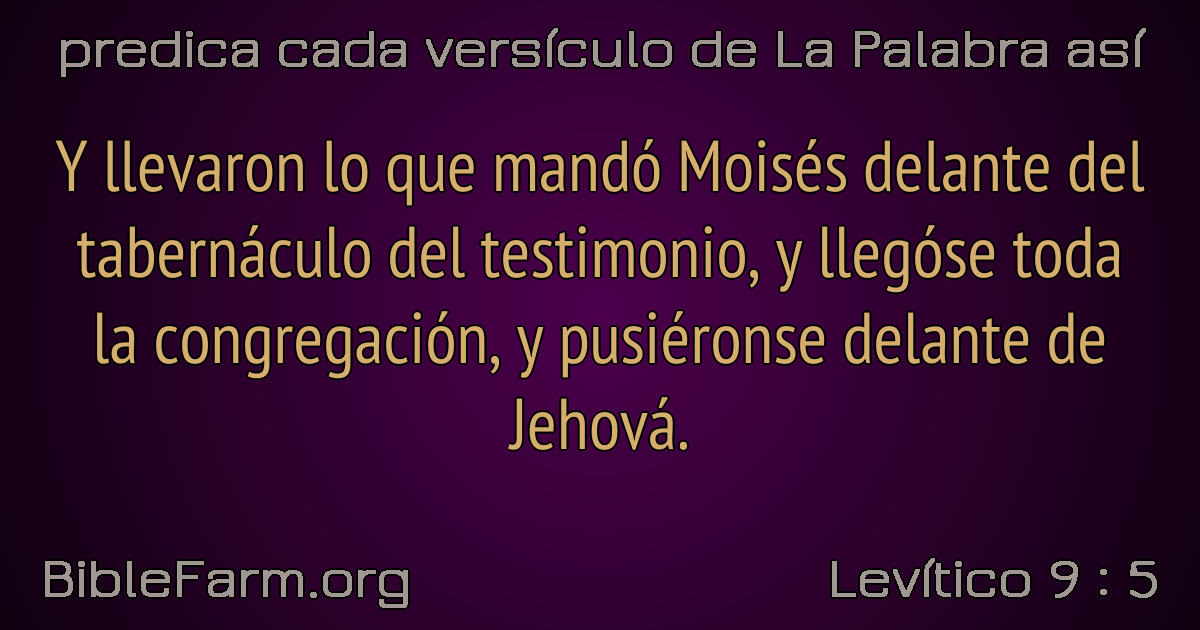 predica cada versículo de La Palabra así
Y llevaron lo que mandó Moisés delante del
tabernáculo del testimonio, y llegóse toda
la congregación, y pusiéronse delante de
Jehová.
BibleFarm.org
Levítico 9 : 5